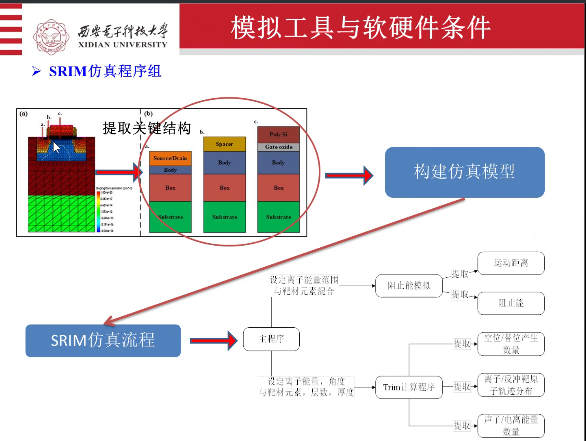 西安电子科技大学
XIDIAN UNIVERSITY
模拟工具与软硬件条件
➢ SRIM仿真程序组
(a)
a.
b.
c.
提取关键结构
(b)
a.
Source/Drain
Body
Box
Substrate
b.
Spacer
Body
Box
Substrate
c.
Poly Si
Gate oxide
Body
Box
Substrate
构建仿真模型
SRIM仿真流程
主程序
设定离子能量范围
与靶材元素混合
阻止能模拟
提取
运动距离
提取
阻止能
设定离子能量，角度
与靶材元素，层数，厚度
Trim计算程序
提取
空位/替位产生
数量
提取
离子/反冲靶原
子轨迹分布
提取
声子/电离能量
数量